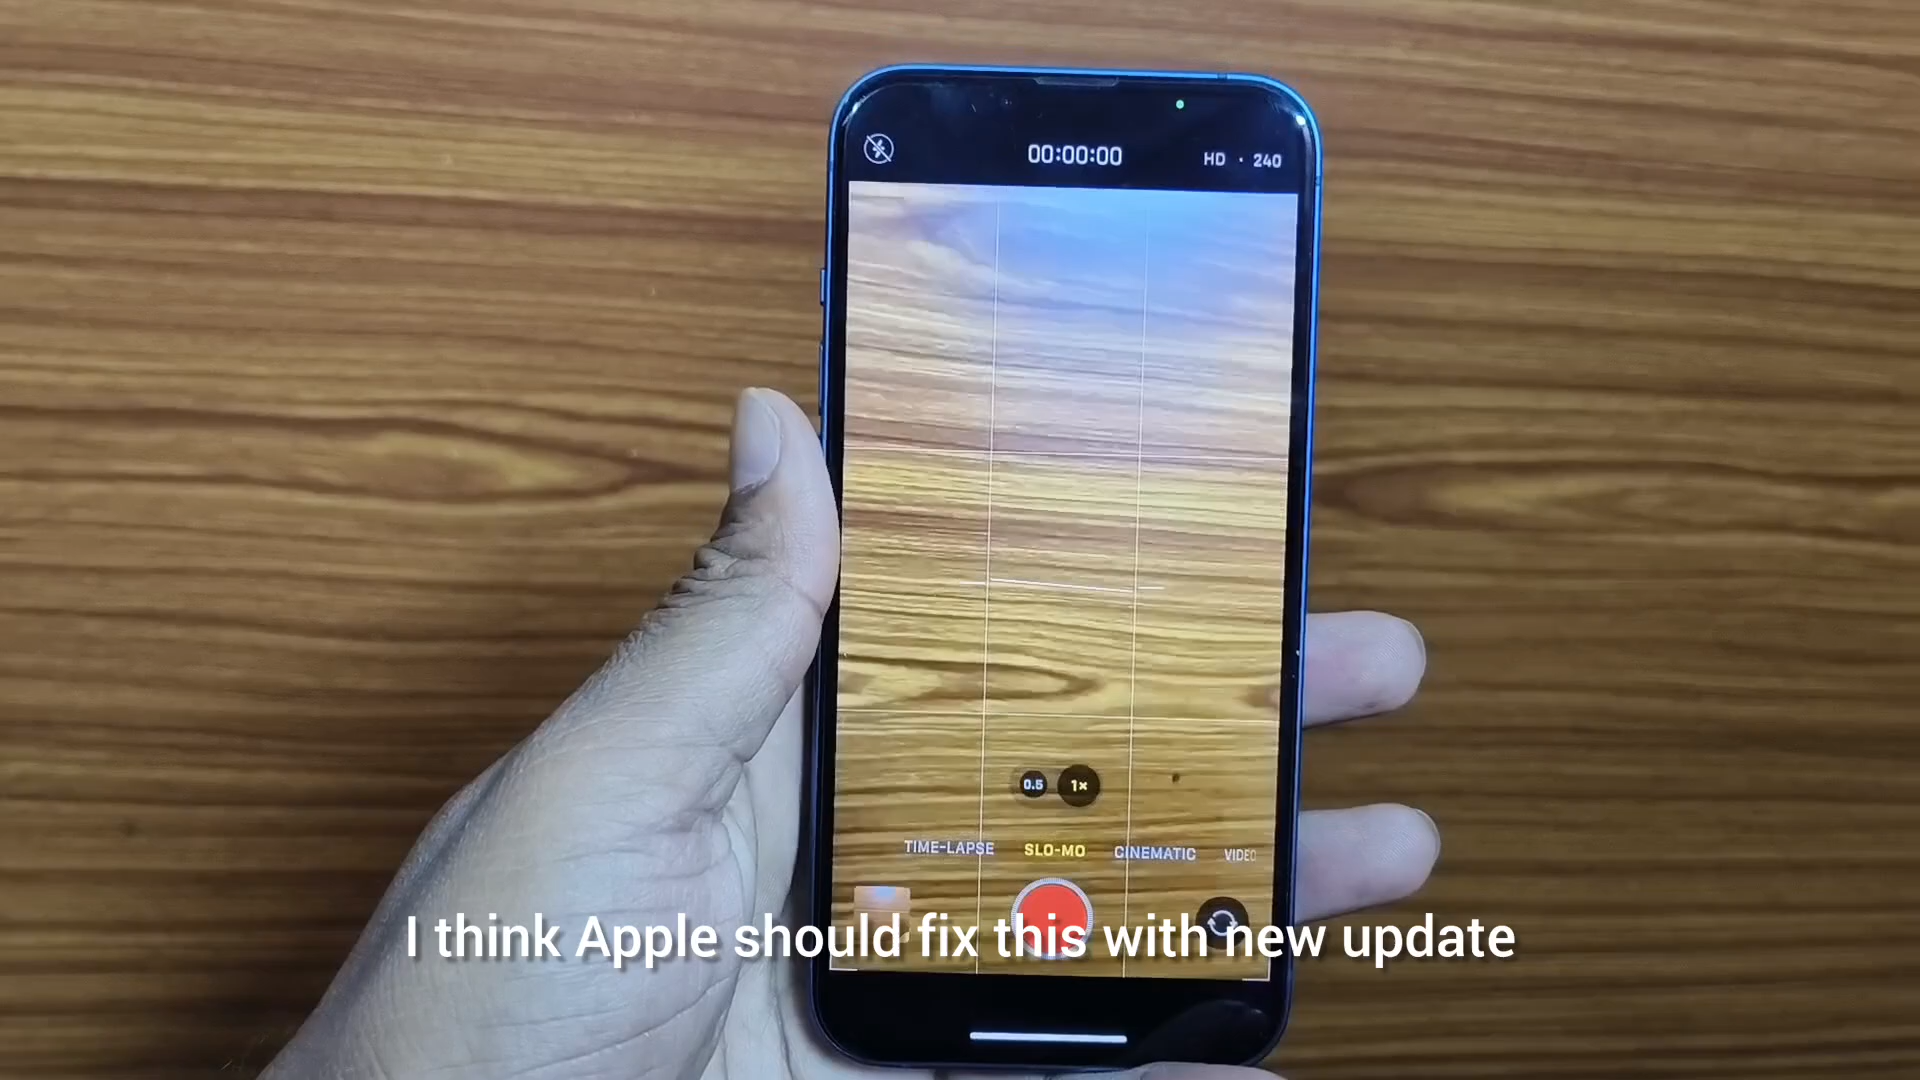 00:00:00
HD · 240
0.5 1×
TIME-LAPSE SLO-MO CINEMATIC VIDEO
I think Apple should fix this with new update